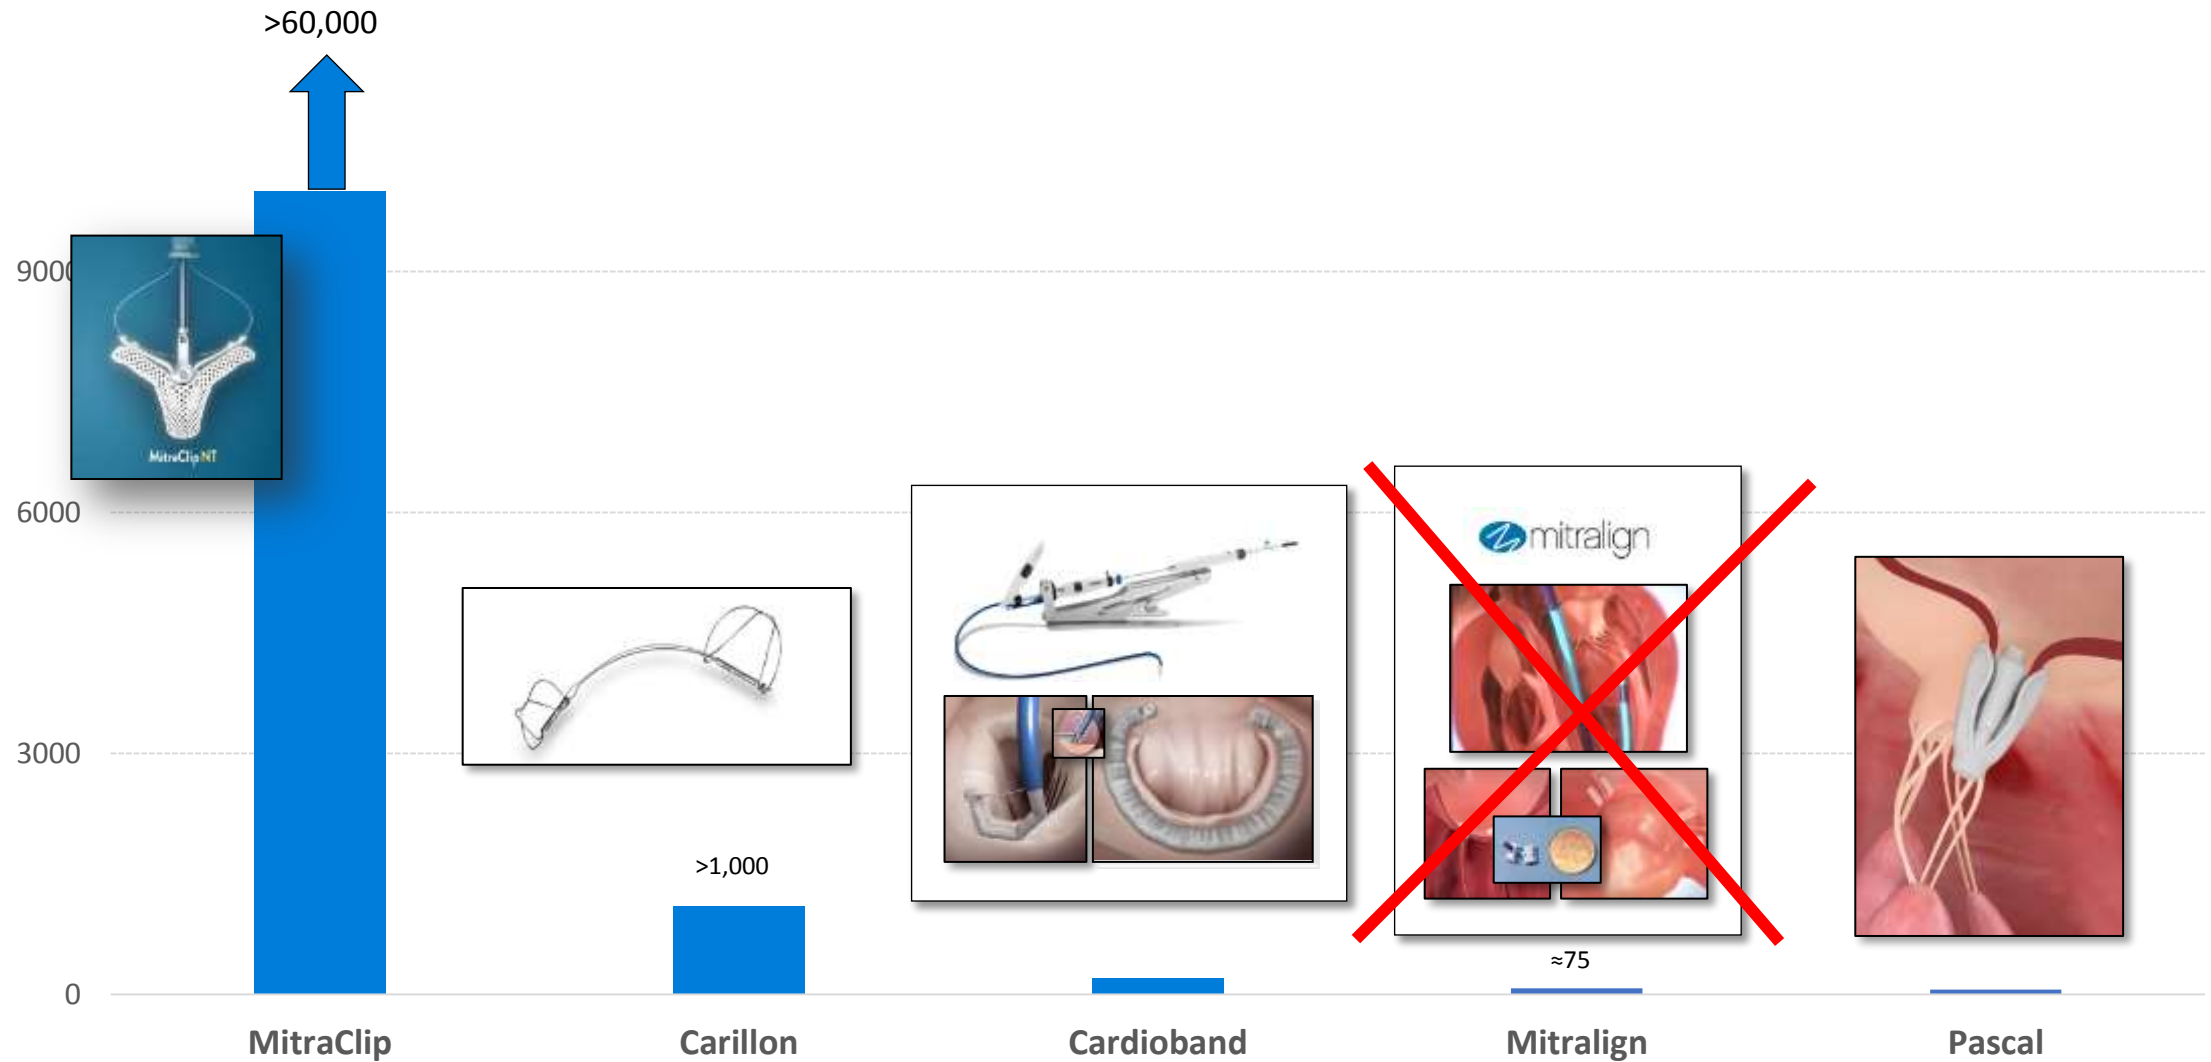 >60,000
9000
MitraClip NT
6000
mitralign
3000
>1,000
≈75
0
MitraClip
Carillon
Cardioband
Mitralign
Pascal